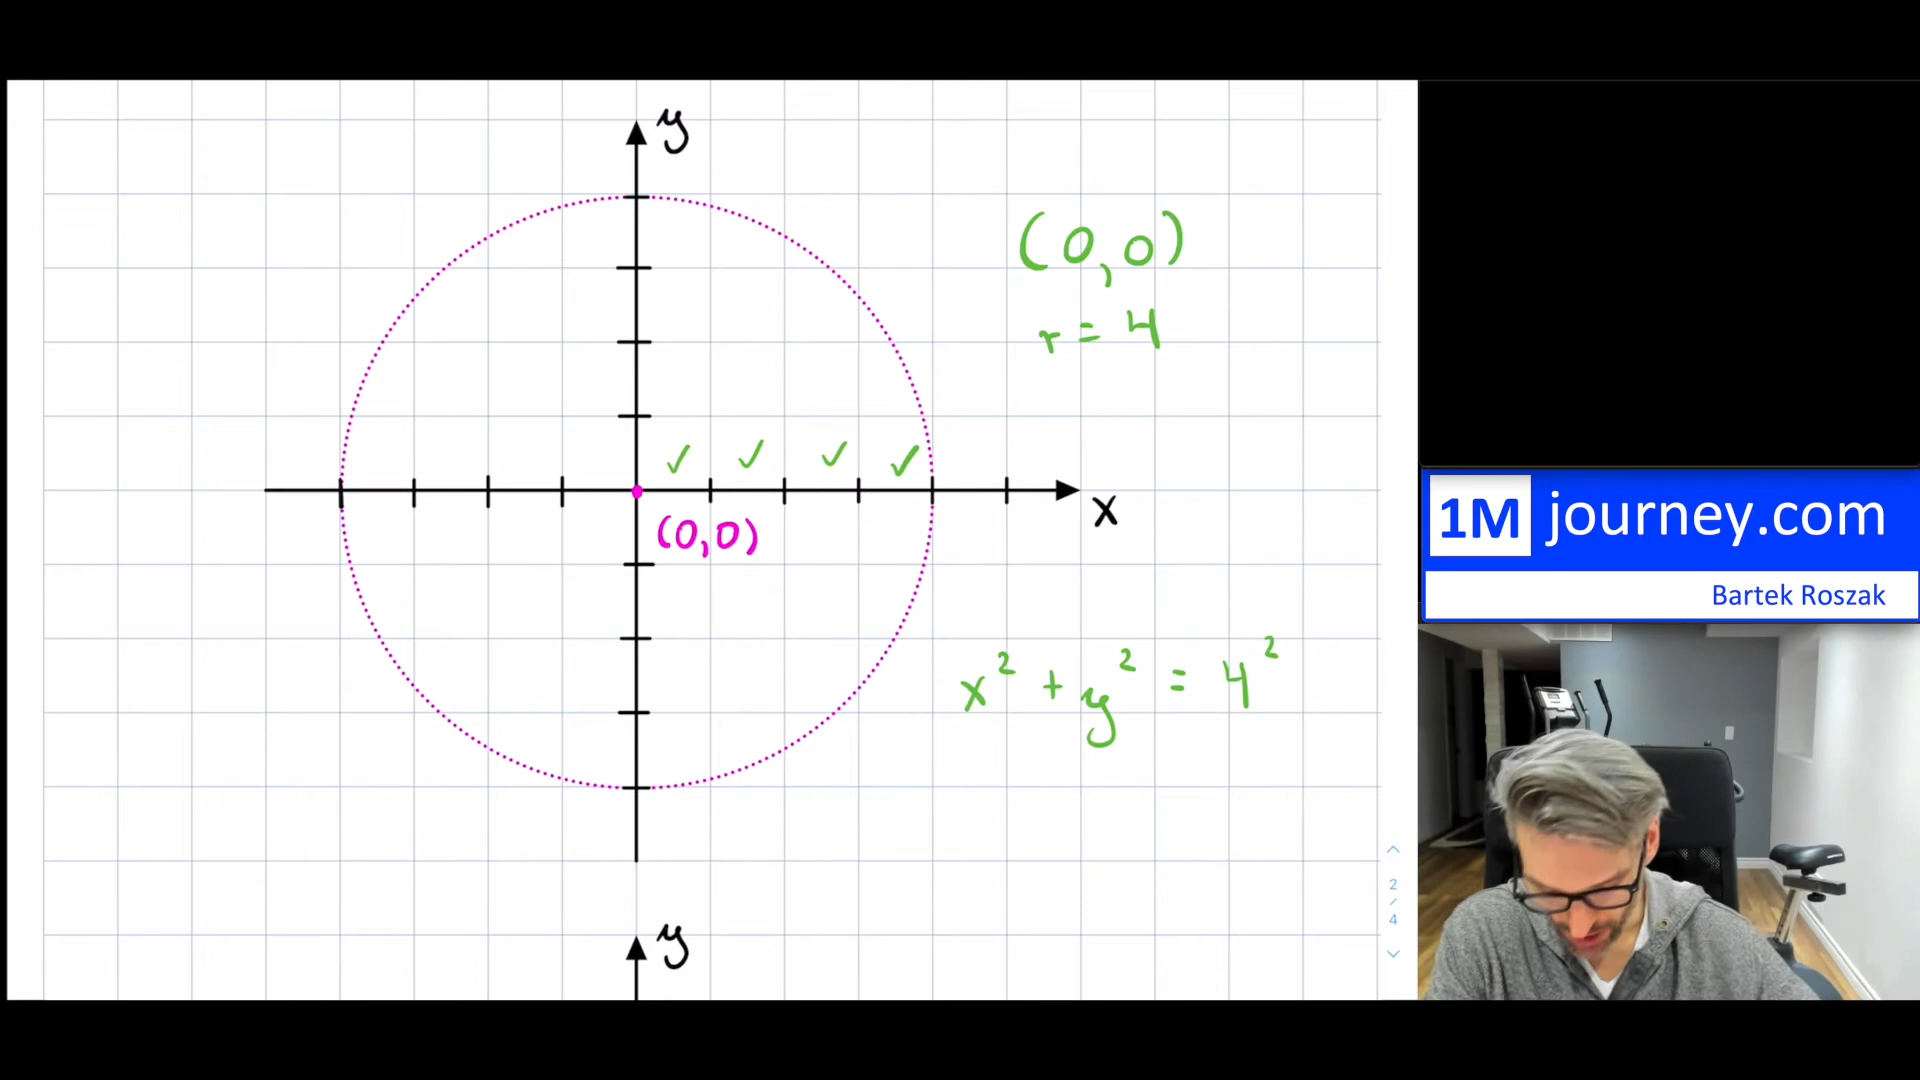 y
(0,0)
r = 4
✓ ✓ ✓ ✓
x
(0,0)
x² + y² = 4²
y
2
/
4
1M journey.com
Bartek Roszak